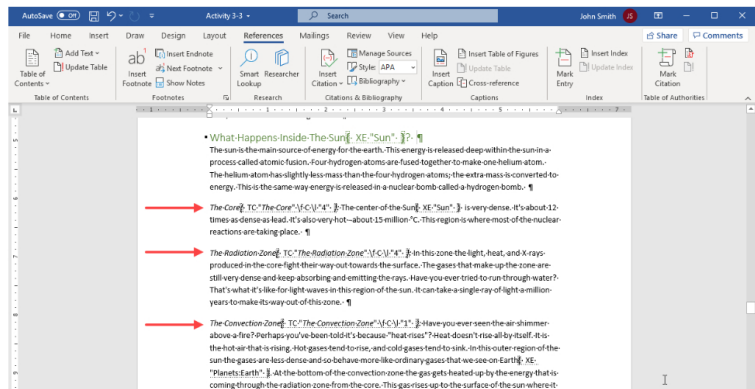 AutoSave Off Activity 3-3 Search John Smith JS
File Home Insert Draw Design Layout References Mailings Review View Help Share Comments
Table of Contents Add Text Update Table
Insert Footnote ab Insert Endnote Next Footnote Show Notes
Smart Lookup Researcher
Insert Citation Manage Sources Style: APA Bibliography
Insert Caption Insert Table of Figures Update Table Cross-reference
Mark Entry Insert Index Update Index
Mark Citation
Table of Contents Footnotes Research Citations & Bibliography Captions Index Table of Authorities
What·Happens·Inside·The·Sun{·XE·"Sun"·}?·¶
The·sun·is·the·main·source·of·energy·for·the·earth.·This·energy·is·released·deep·within·the·sun·in·a·
process·called·atomic·fusion.·Four·hydrogen·atoms·are·fused·together·to·make·one·helium·atom.·
The·helium·atom·has·slightly·less·mass·than·the·four·hydrogen·atoms;·the·extra·mass·is·converted·to·
energy.·This·is·the·same·way·energy·is·released·in·a·nuclear·bomb·called·a·hydrogen·bomb.·¶
The·Core{·TC·"The·Core"·\f·C·\l·"4"·}:·The·center·of·the·Sun{·XE·"Sun"·}·is·very·dense.·It's·about·12·
times·as·dense·as·lead.·It's·also·very·hot—about·15·million·°C.·This·region·is·where·most·of·the·nuclear·
reactions·are·taking·place.·¶
The·Radiation·Zone{·TC·"The·Radiation·Zone"·\f·C·\l·"4"·}:·In·this·zone·the·light,·heat,·and·X-rays·
produced·in·the·core·fight·their·way·out·towards·the·surface.·The·gases·that·make·up·the·zone·are·
still·very·dense·and·keep·absorbing·and·emitting·the·rays.·Have·you·ever·tried·to·run·through·water?·
That's·what·it's·like·for·light·waves·in·this·region·of·the·sun.·It·can·take·a·single·ray·of·light·a·million·
years·to·make·its·way·out·of·this·zone.·¶
The·Convection·Zone{·TC·"The·Convection·Zone"·\f·C·\l·"1"·}:·Have·you·ever·seen·the·air·shimmer·
above·a·fire?·Perhaps·you've·been·told·it's·because·"heat·rises"?·Heat·doesn't·rise·all·by·itself.·It·is·
the·hot·air·that·is·rising.·Hot·gases·tend·to·rise,·and·cold·gases·tend·to·sink.·In·this·outer·region·of·the·
sun·the·gases·are·less·dense·and·so·behave·more·like·ordinary·gases·that·we·see·on·Earth{·XE·
"Planets:Earth"·}.·At·the·bottom·of·the·convection·zone·the·gas·gets·heated·up·by·the·energy·that·is·
coming·through·the·radiation·zone·from·the·core.·This·gas·rises·up·to·the·surface·of·the·sun·where·it·